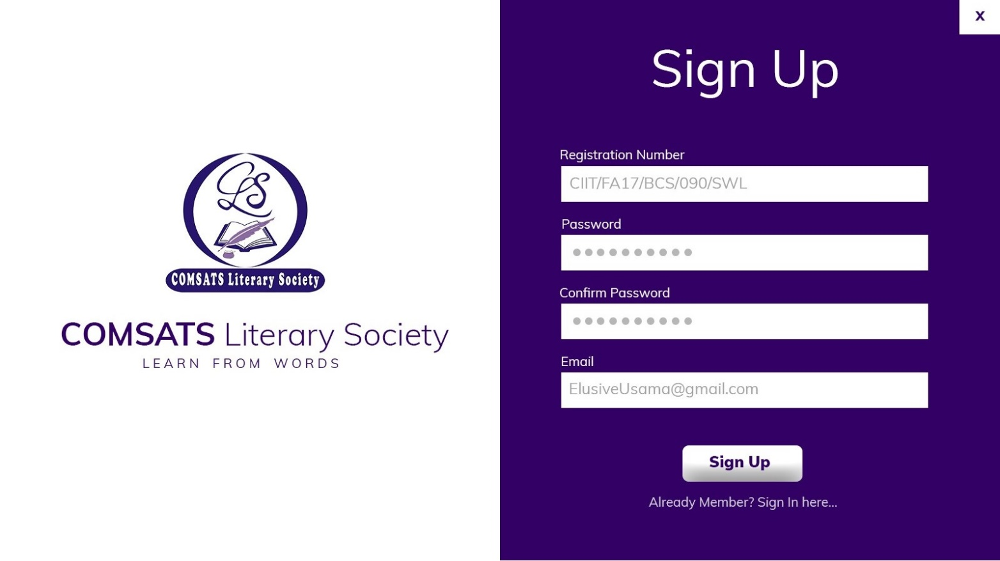 COMSATS Literary Society
COMSATS Literary Society
LEARN FROM WORDS
X
Sign Up
Registration Number
CIIT/FA17/BCS/090/SWL
Password
Confirm Password
Email
ElusiveUsama@gmail.com
Sign Up
Already Member? Sign In here...